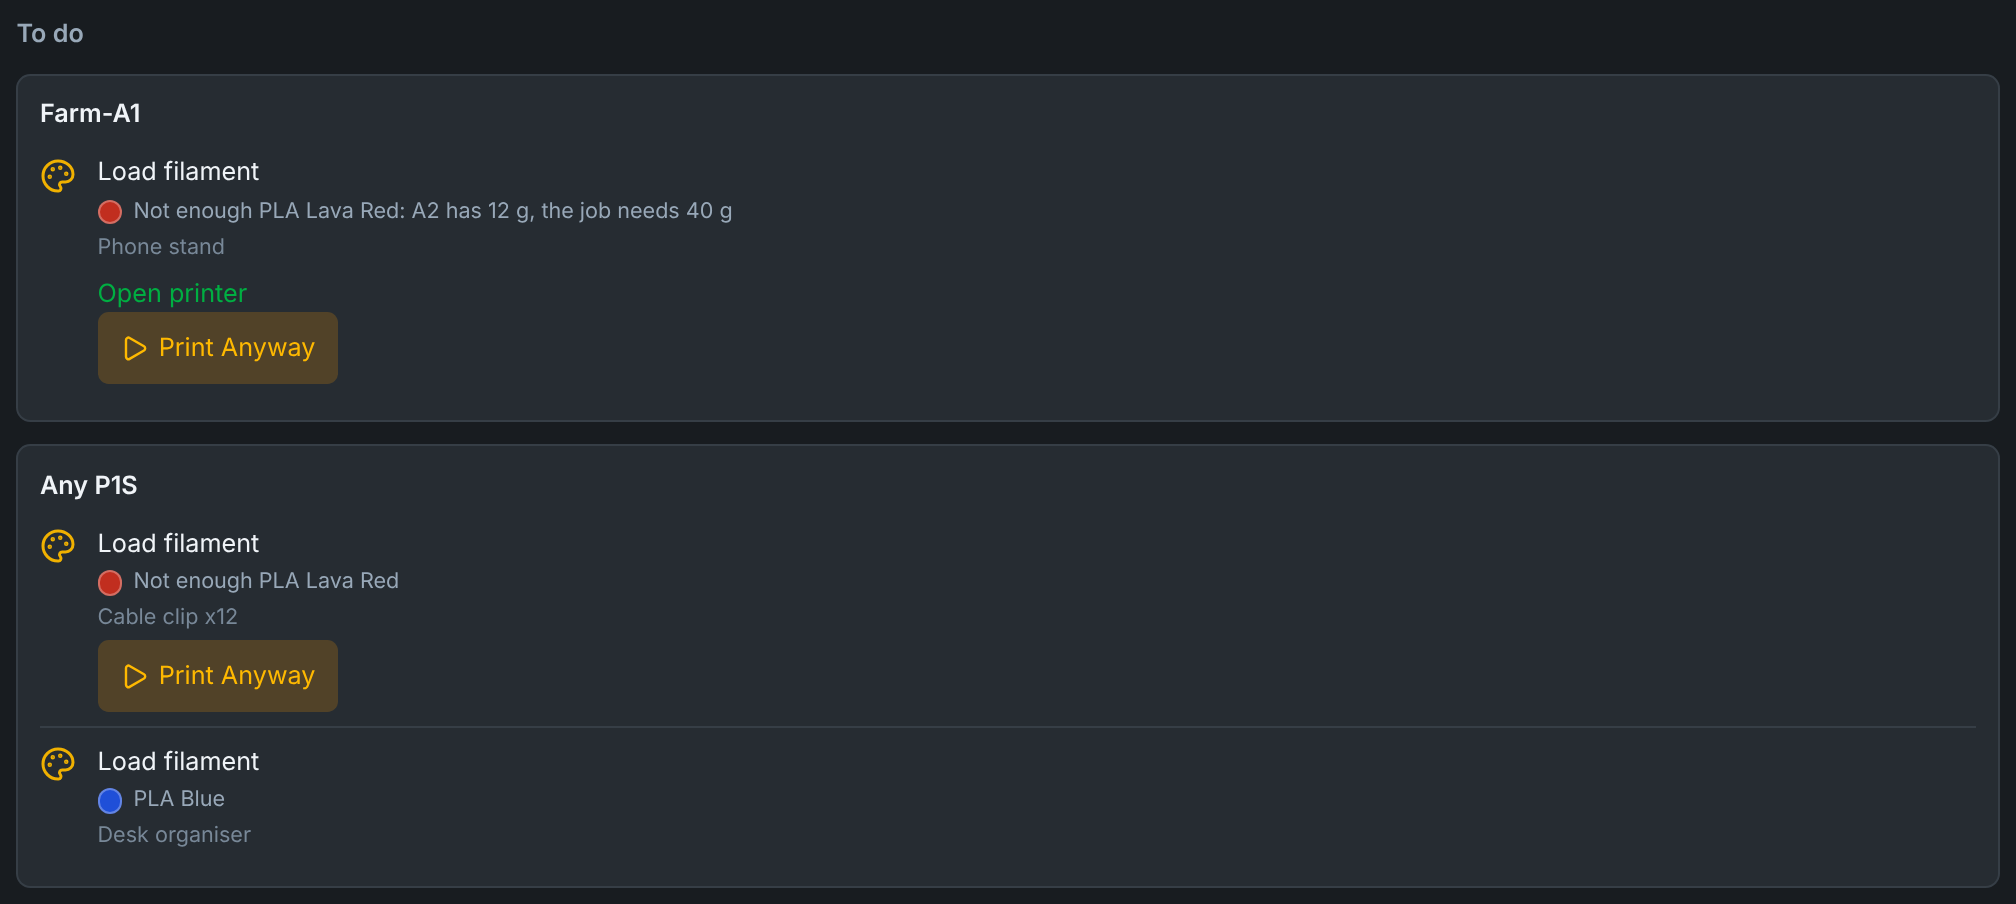 To do
Farm-A1
Load filament
Not enough PLA Lava Red: A2 has 12 g, the job needs 40 g
Phone stand
Open printer
Print Anyway
Any P1S
Load filament
Not enough PLA Lava Red
Cable clip x12
Print Anyway
Load filament
PLA Blue
Desk organiser